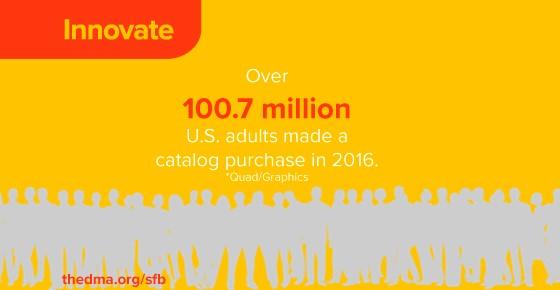 Innovate
Over
100.7 million
U.S. adults made a
catalog purchase in 2016.
*Quad/Graphics
thedma.org/sfb